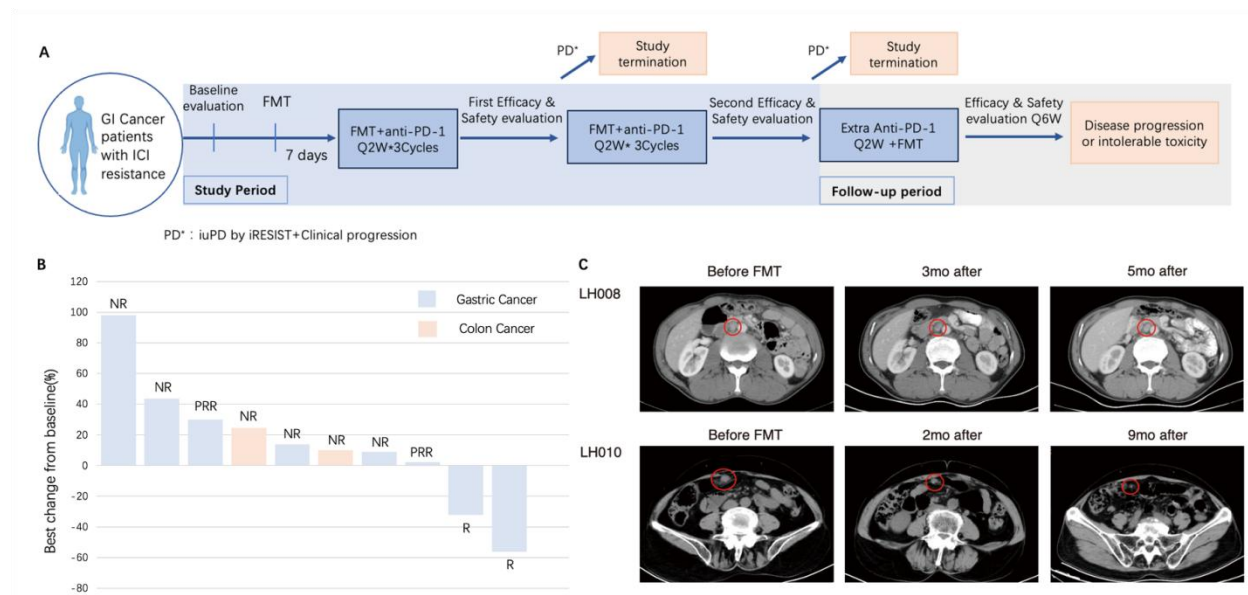 A
GI Cancer
patients
with ICI
resistance
Baseline
evaluation
FMT
7 days
Study Period
FMT+anti-PD-1
Q2W*3Cycles
First Efficacy &
Safety evaluation
PD*
Study
termination
FMT+anti-PD-1
Q2W* 3Cycles
Second Efficacy &
Safety evaluation
PD*
Study
termination
Extra Anti-PD-1
Q2W +FMT
Follow-up period
Efficacy & Safety
evaluation Q6W
Disease progression
or intolerable toxicity
PD*：iuPD by iRESIST+Clinical progression
B
Best change from baseline(%)
120
100
80
60
40
20
0
-20
-40
-60
-80
NR
NR
PRR
NR
NR
NR
NR
PRR
R
R
Gastric Cancer
Colon Cancer
C
Before FMT
3mo after
5mo after
LH008
Before FMT
2mo after
9mo after
LH010